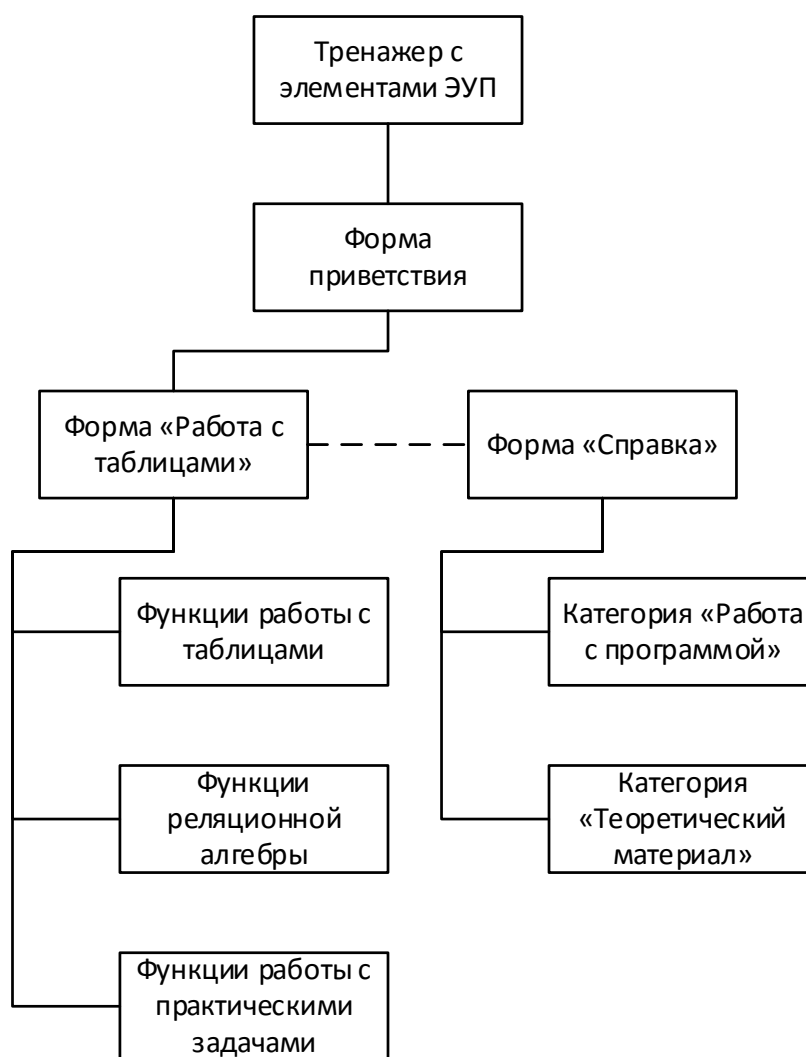 Тренажер с
элементами ЭУП
Форма
приветствия
Форма «Работа с
таблицами»
Форма «Справка»
Функции работы с
таблицами
Категория «Работа
с программой»
Функции
реляционной
алгебры
Категория
«Теоретический
материал»
Функции работы с
практическими
задачами